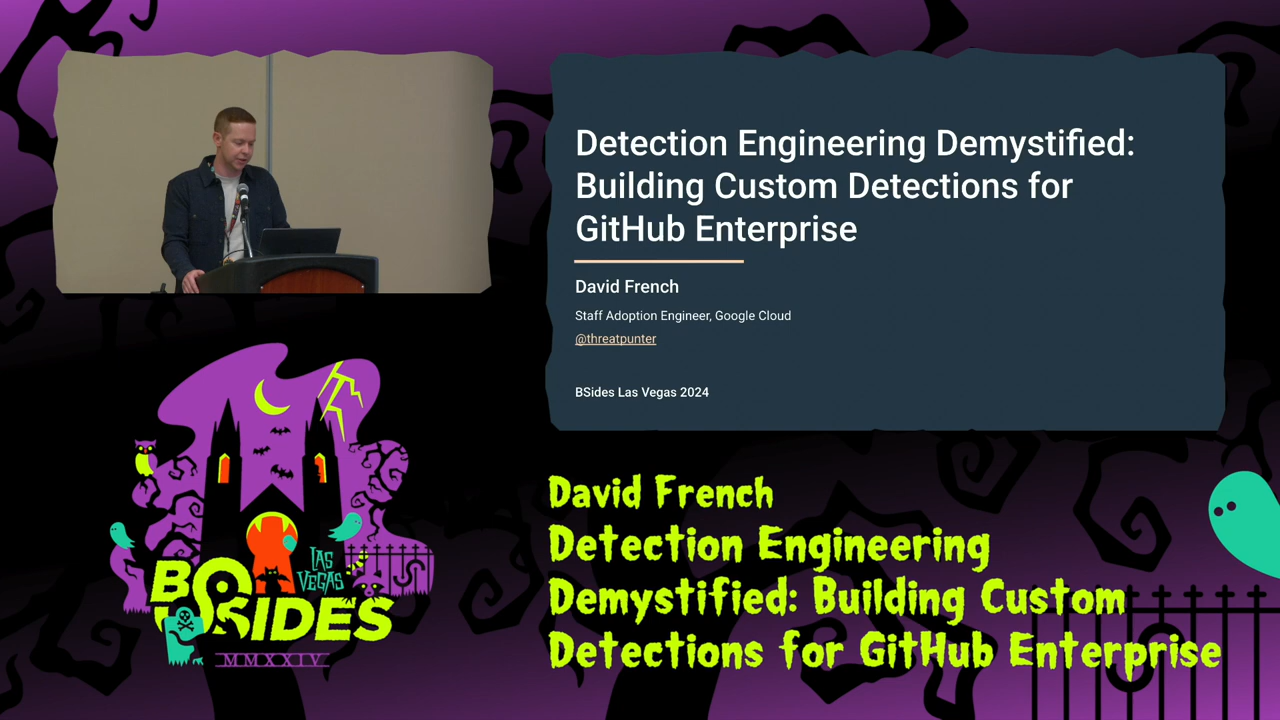 Detection Engineering Demystified:
Building Custom Detections for
GitHub Enterprise
David French
Staff Adoption Engineer, Google Cloud
@threatpunter
BSides Las Vegas 2024
LAS
VEGAS
BSIDES
MMXXIV
David French
Detection Engineering
Demystified: Building Custom
Detections for GitHub Enterprise